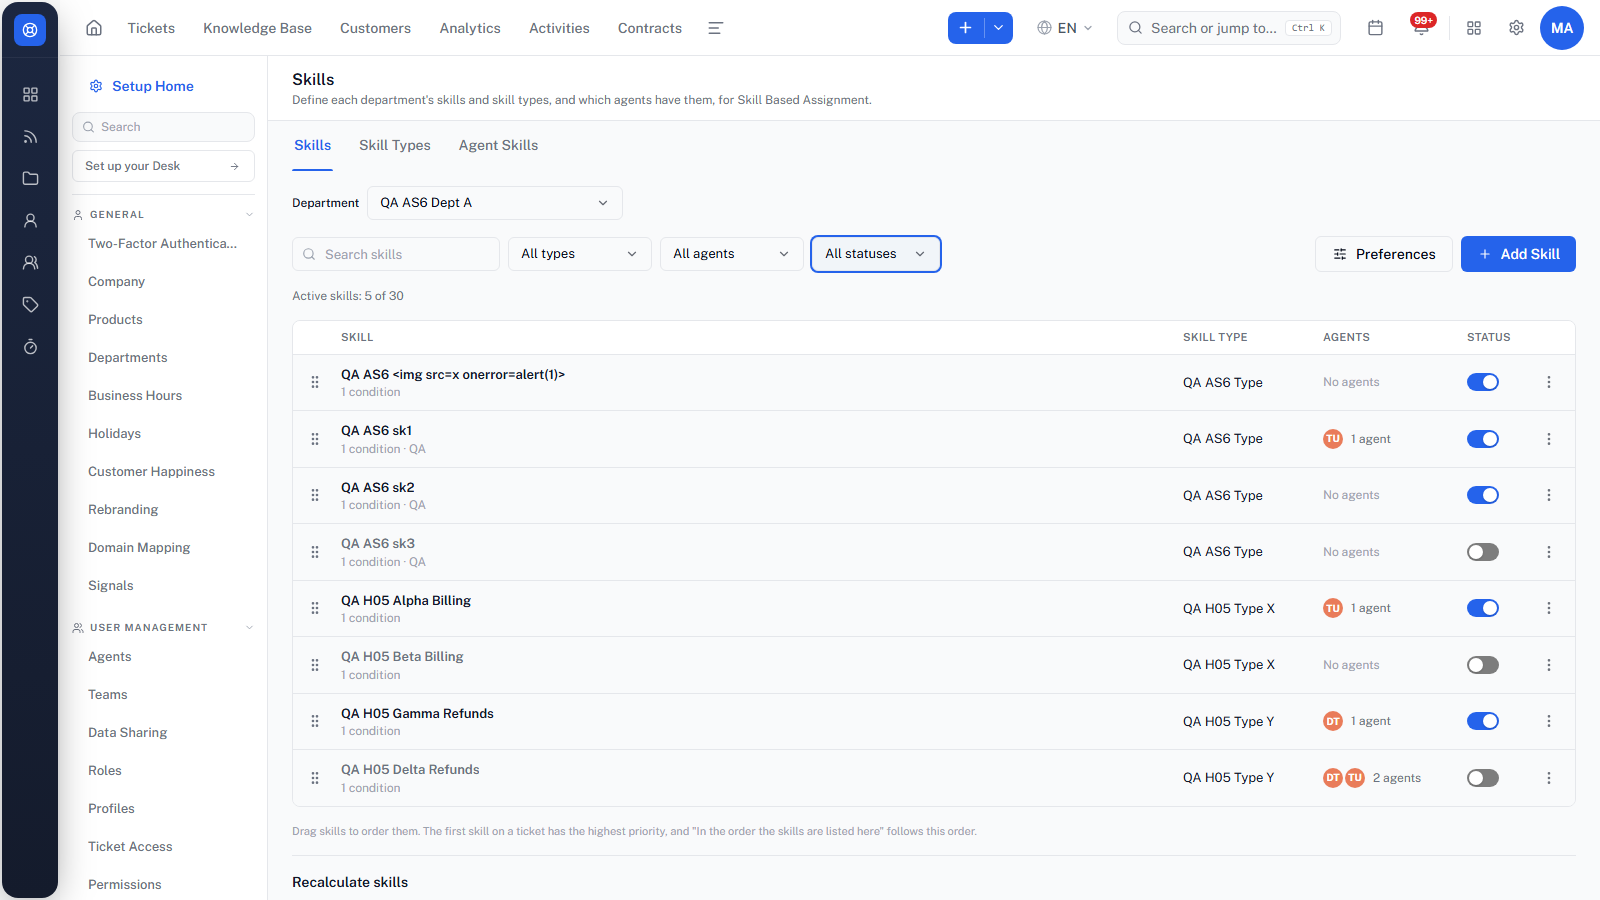 Tickets
Knowledge Base
Customers
Analytics
Activities
Contracts
EN
Search or jump to...
Ctrl K
99+
MA
Setup Home
Search
Set up your Desk
GENERAL
Two-Factor Authentica...
Company
Products
Departments
Business Hours
Holidays
Customer Happiness
Rebranding
Domain Mapping
Signals
USER MANAGEMENT
Agents
Teams
Data Sharing
Roles
Profiles
Ticket Access
Permissions
Skills
Define each department's skills and skill types, and which agents have them, for Skill Based Assignment.
Skills
Skill Types
Agent Skills
Department
QA AS6 Dept A
Search skills
All types
All agents
All statuses
Preferences
Add Skill
Active skills: 5 of 30
SKILL
SKILL TYPE
AGENTS
STATUS
QA AS6 <img src=x onerror=alert(1)>
1 condition
QA AS6 Type
No agents
QA AS6 sk1
1 condition · QA
QA AS6 Type
TU
1 agent
QA AS6 sk2
1 condition · QA
QA AS6 Type
No agents
QA AS6 sk3
1 condition · QA
QA AS6 Type
No agents
QA H05 Alpha Billing
1 condition
QA H05 Type X
TU
1 agent
QA H05 Beta Billing
1 condition
QA H05 Type X
No agents
QA H05 Gamma Refunds
1 condition
QA H05 Type Y
DT
1 agent
QA H05 Delta Refunds
1 condition
QA H05 Type Y
DT
TU
2 agents
Drag skills to order them. The first skill on a ticket has the highest priority, and "In the order the skills are listed here" follows this order.
Recalculate skills